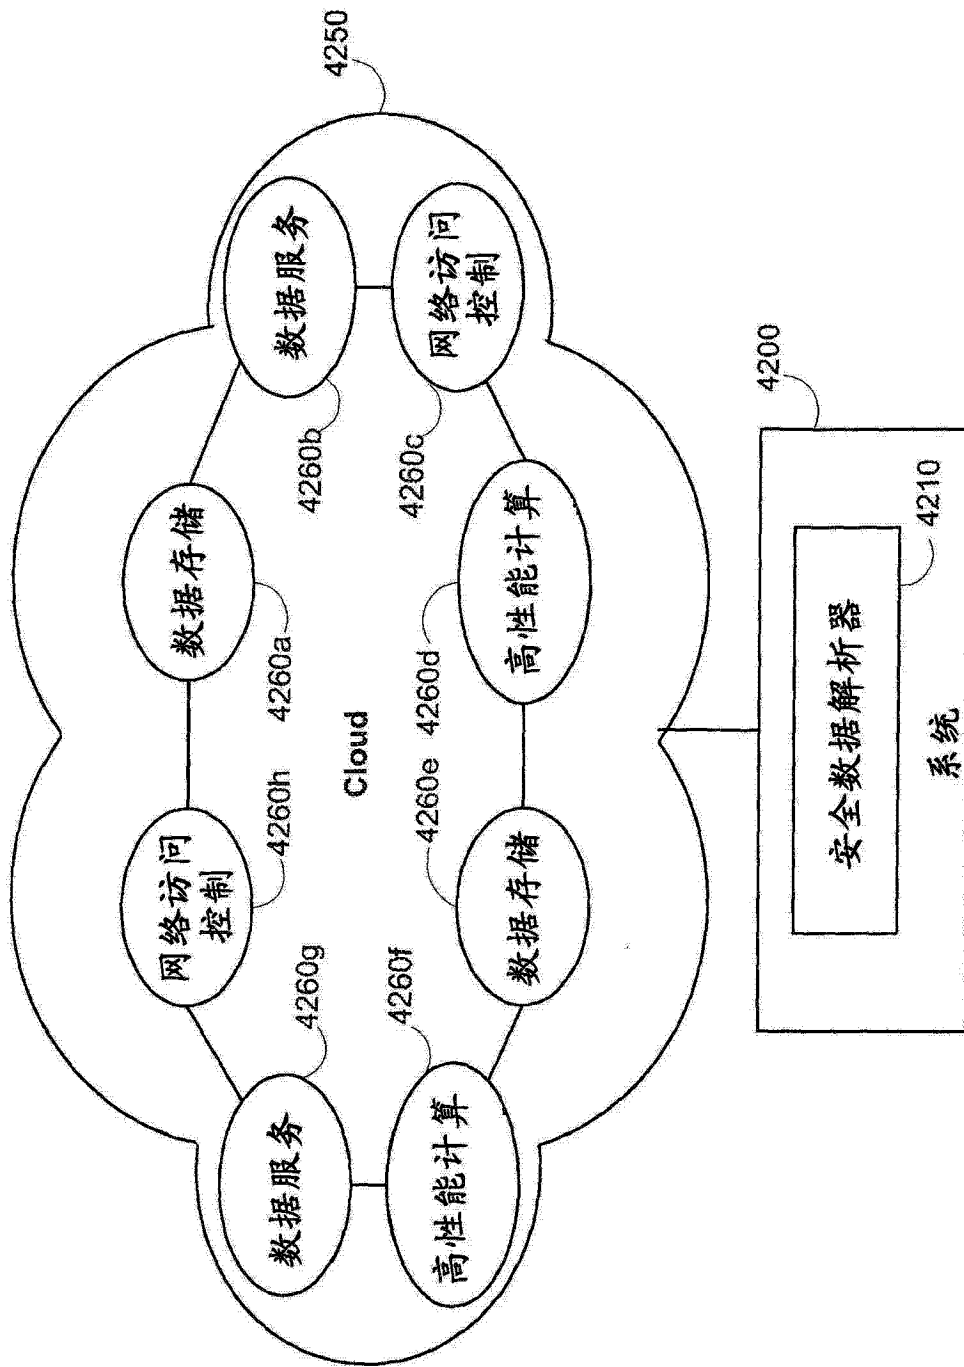 网络访问
控制
数据存储
数据服务
数据服务
4260g
4260h
4260a
4260b
4250
Cloud
4260f
4260e
4260d
4260c
高性能计算
网络访问
控制
数据存储
高性能计算
4200
安全数据解析器
4210
系统